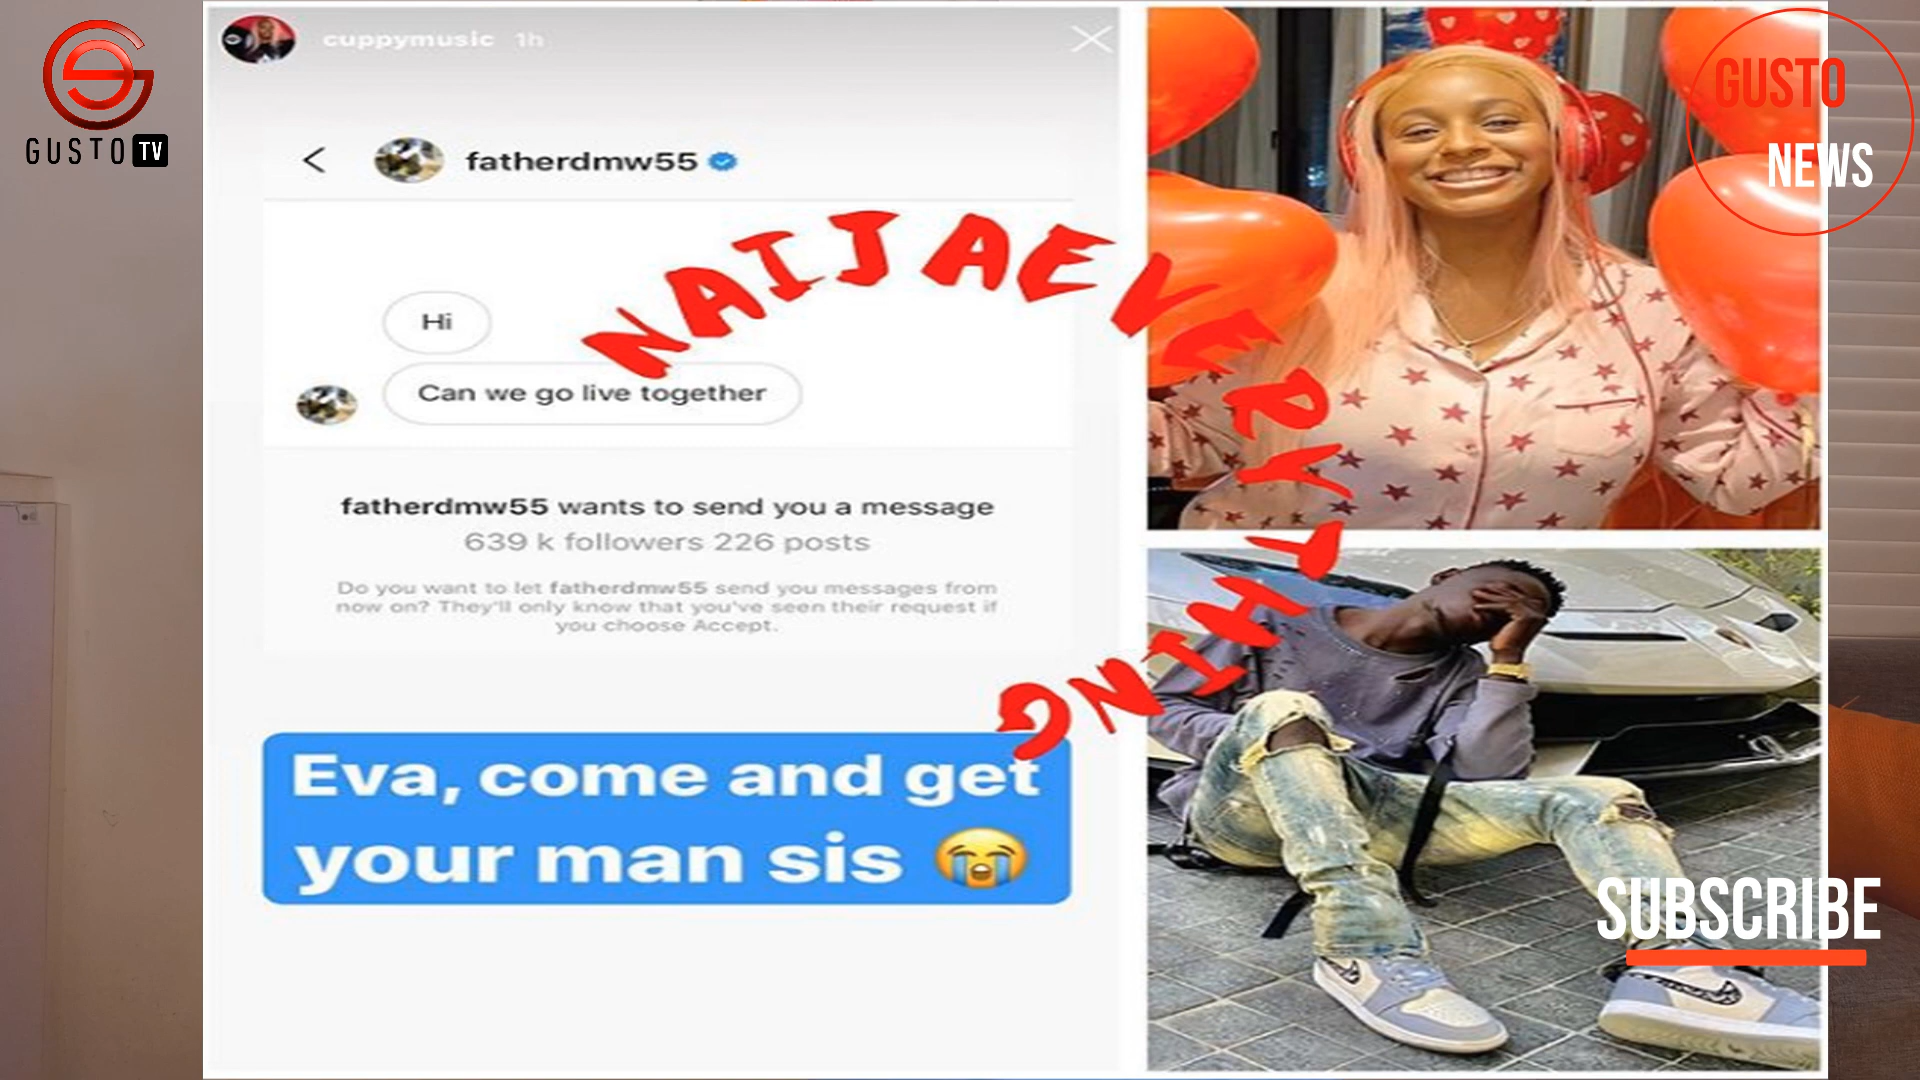 GUSTO TV
cuppymusic 1h
fatherdmw55
Hi
Can we go live together
fatherdmw55 wants to send you a message
639 k followers 226 posts
Do you want to let fatherdmw55 send you messages from
now on? They'll only know that you've seen their request if
you choose Accept.
Eva, come and get
your man sis 😭
NAIJAEVERYTHING
GUSTO
NEWS
SUBSCRIBE